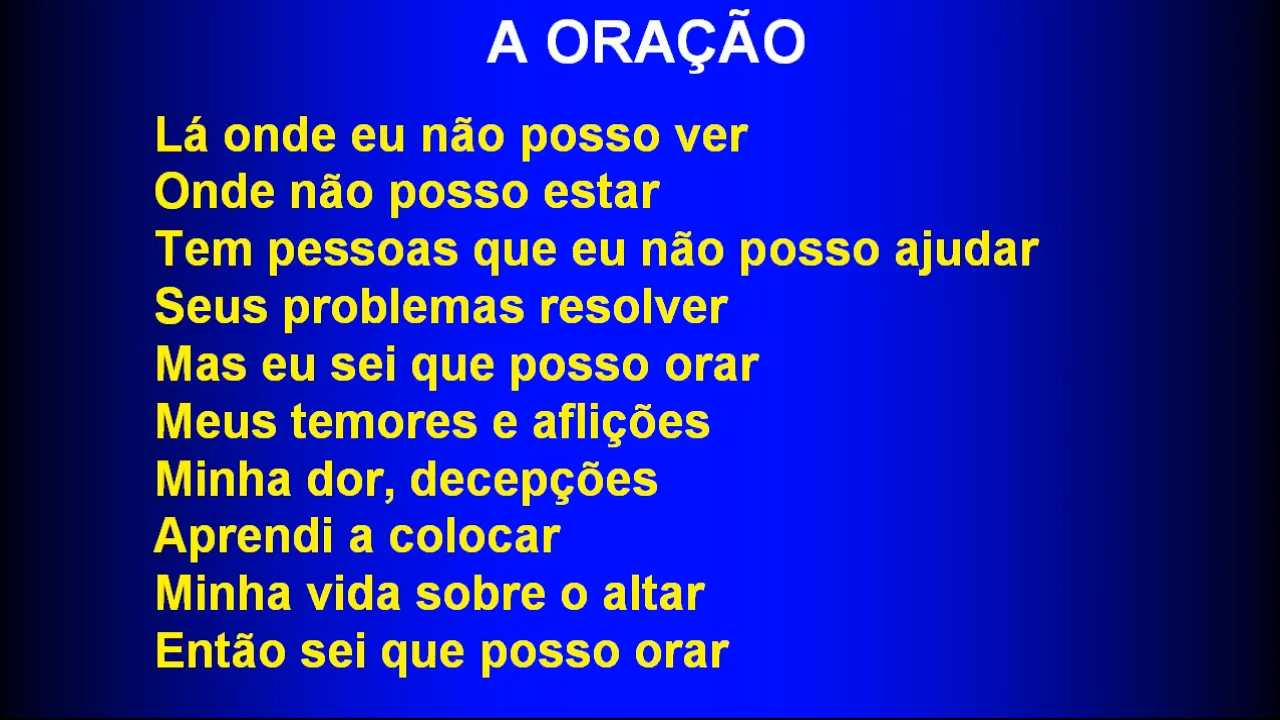 A ORAÇÃO
Lá onde eu não posso ver
Onde não posso estar
Tem pessoas que eu não posso ajudar
Seus problemas resolver
Mas eu sei que posso orar
Meus temores e aflições
Minha dor, decepções
Aprendi a colocar
Minha vida sobre o altar
Então sei que posso orar